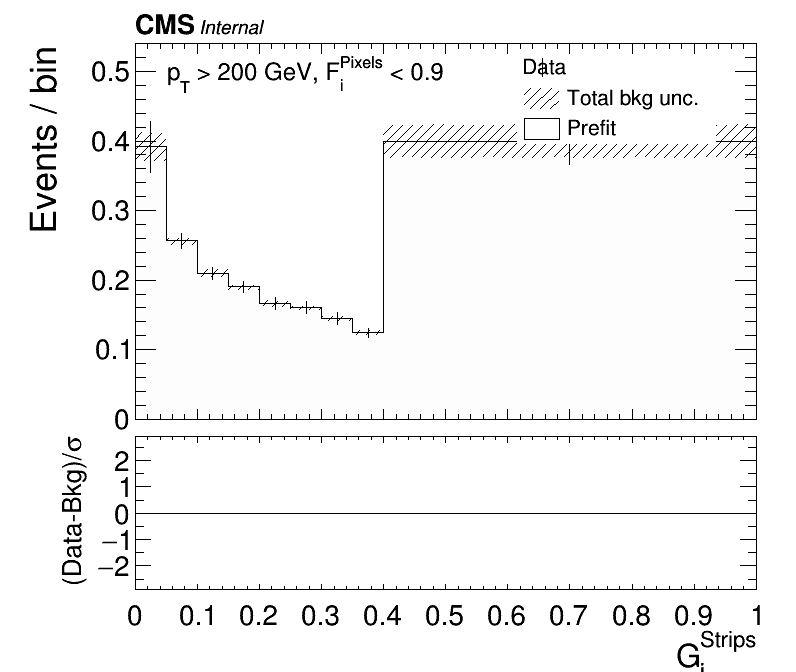 CMS Internal
p_T > 200 GeV, F_i^Pixels < 0.9
Data
Total bkg unc.
Prefit
Events / bin
0.5
0.4
0.3
0.2
0.1
0
(Data-Bkg)/σ
2
1
0
−1
−2
0 0.1 0.2 0.3 0.4 0.5 0.6 0.7 0.8 0.9 1
G_i^Strips